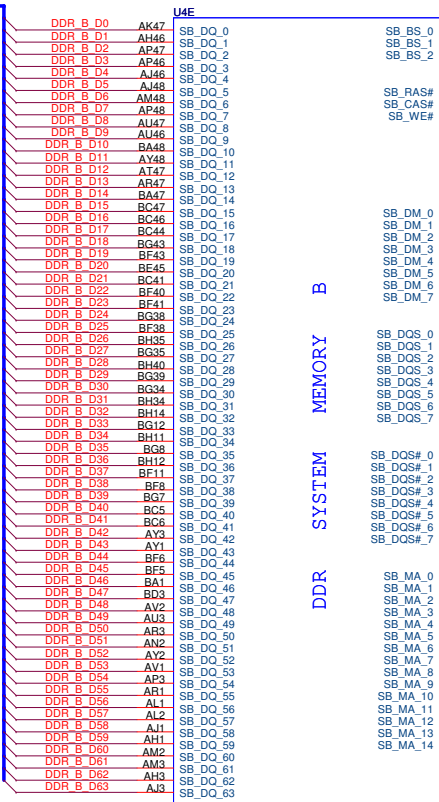 U4E
DDR_B_D0 AK47 SB_DQ_0 SB_BS_0
DDR_B_D1 AH46 SB_DQ_1 SB_BS_1
DDR_B_D2 AP47 SB_DQ_2 SB_BS_2
DDR_B_D3 AP46 SB_DQ_3
DDR_B_D4 AJ46 SB_DQ_4
DDR_B_D5 AJ48 SB_DQ_5 SB_RAS#
DDR_B_D6 AM48 SB_DQ_6 SB_CAS#
DDR_B_D7 AP48 SB_DQ_7 SB_WE#
DDR_B_D8 AU47 SB_DQ_8
DDR_B_D9 AU46 SB_DQ_9
DDR_B_D10 BA48 SB_DQ_10
DDR_B_D11 AY48 SB_DQ_11
DDR_B_D12 AT47 SB_DQ_12
DDR_B_D13 AR47 SB_DQ_13
DDR_B_D14 BA47 SB_DQ_14
DDR_B_D15 BC47 SB_DQ_15 SB_DM_0
DDR_B_D16 BC46 SB_DQ_16 SB_DM_1
DDR_B_D17 BC44 SB_DQ_17 SB_DM_2
DDR_B_D18 BG43 SB_DQ_18 SB_DM_3
DDR_B_D19 BF43 SB_DQ_19 SB_DM_4
DDR_B_D20 BE45 SB_DQ_20 SB_DM_5
DDR_B_D21 BC41 SB_DQ_21 SB_DM_6
DDR_B_D22 BF40 SB_DQ_22 SB_DM_7
DDR_B_D23 BF41 SB_DQ_23
DDR_B_D24 BG38 SB_DQ_24
DDR_B_D25 BF38 SB_DQ_25 SB_DQS_0
DDR_B_D26 BH35 SB_DQ_26 SB_DQS_1
DDR_B_D27 BG35 SB_DQ_27 SB_DQS_2
DDR_B_D28 BH40 SB_DQ_28 SB_DQS_3
DDR_B_D29 BG39 SB_DQ_29 SB_DQS_4
DDR_B_D30 BG34 SB_DQ_30 SB_DQS_5
DDR_B_D31 BH34 SB_DQ_31 SB_DQS_6
DDR_B_D32 BH14 SB_DQ_32 SB_DQS_7
DDR_B_D33 BG12 SB_DQ_33
DDR_B_D34 BH11 SB_DQ_34
DDR_B_D35 BG8 SB_DQ_35 SB_DQS#_0
DDR_B_D36 BH12 SB_DQ_36 SB_DQS#_1
DDR_B_D37 BF11 SB_DQ_37 SB_DQS#_2
DDR_B_D38 BF8 SB_DQ_38 SB_DQS#_3
DDR_B_D39 BG7 SB_DQ_39 SB_DQS#_4
DDR_B_D40 BC5 SB_DQ_40 SB_DQS#_5
DDR_B_D41 BC6 SB_DQ_41 SB_DQS#_6
DDR_B_D42 AY3 SB_DQ_42 SB_DQS#_7
DDR_B_D43 AY1 SB_DQ_43
DDR_B_D44 BF6 SB_DQ_44
DDR_B_D45 BF5 SB_DQ_45 SB_MA_0
DDR_B_D46 BA1 SB_DQ_46 SB_MA_1
DDR_B_D47 BD3 SB_DQ_47 SB_MA_2
DDR_B_D48 AV2 SB_DQ_48 SB_MA_3
DDR_B_D49 AU3 SB_DQ_49 SB_MA_4
DDR_B_D50 AR3 SB_DQ_50 SB_MA_5
DDR_B_D51 AN2 SB_DQ_51 SB_MA_6
DDR_B_D52 AY2 SB_DQ_52 SB_MA_7
DDR_B_D53 AV1 SB_DQ_53 SB_MA_8
DDR_B_D54 AP3 SB_DQ_54 SB_MA_9
DDR_B_D55 AR1 SB_DQ_55 SB_MA_10
DDR_B_D56 AL1 SB_DQ_56 SB_MA_11
DDR_B_D57 AL2 SB_DQ_57 SB_MA_12
DDR_B_D58 AJ1 SB_DQ_58 SB_MA_13
DDR_B_D59 AH1 SB_DQ_59 SB_MA_14
DDR_B_D60 AM2 SB_DQ_60
DDR_B_D61 AM3 SB_DQ_61
DDR_B_D62 AH3 SB_DQ_62
DDR_B_D63 AJ3 SB_DQ_63
DDR SYSTEM MEMORY B